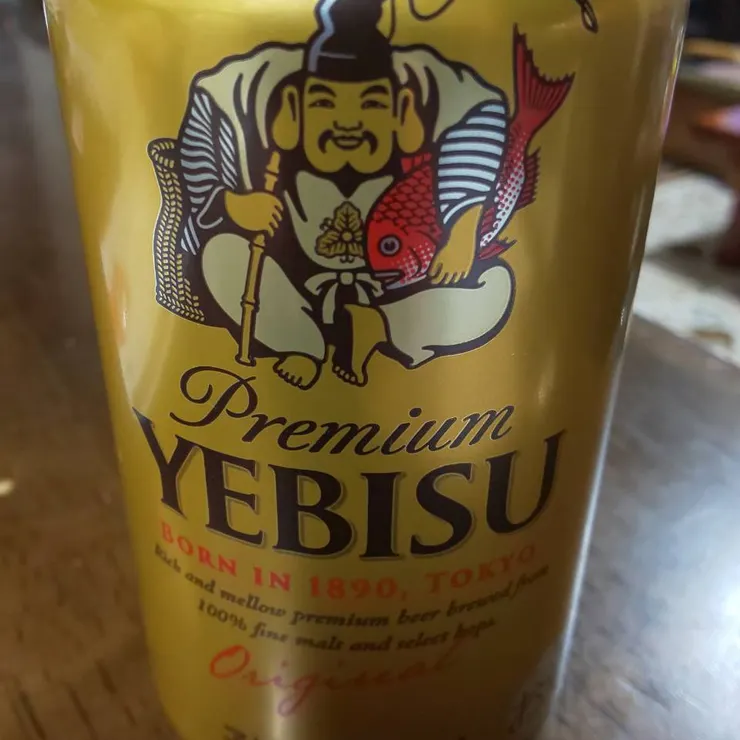 Premium
YEBISU
BORN IN 1890, TOKYO
Rich and mellow premium beer brewed from
100% fine malt and select hops
Original